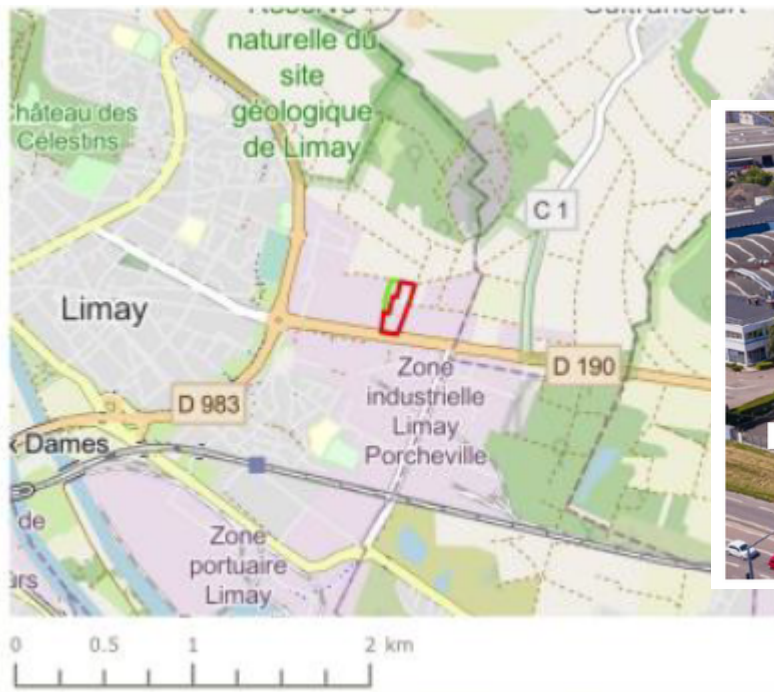 naturelle du
site
géologique
de Limay
Château des
Célestins
C 1
Limay
D 190
Zone
industrielle
Limay
Porcheville
D 983
x Dames
de
Zone
portuaire
Limay
urs
0 0.5 1 2 km